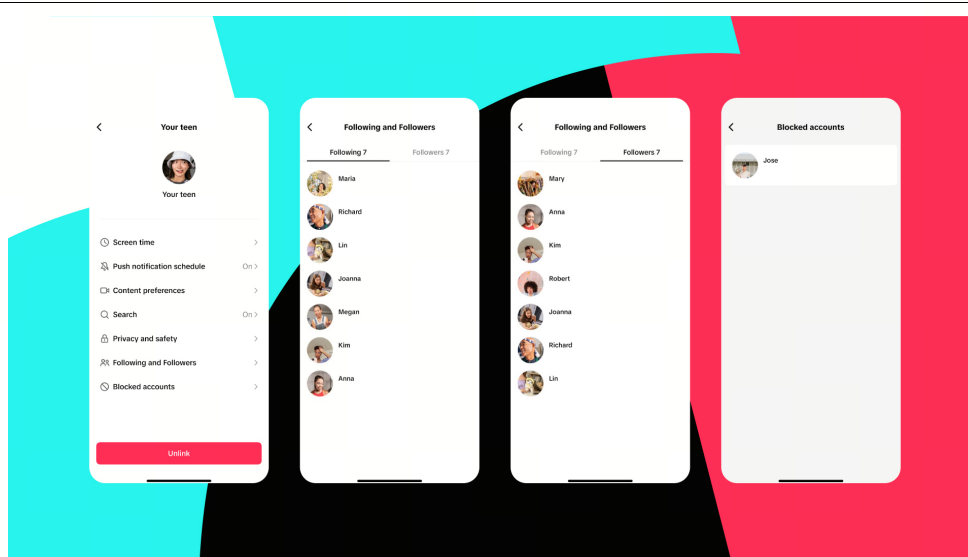 Your teen
Your teen
Screen time
Push notification schedule On
Content preferences
Search On
Privacy and safety
Following and Followers
Blocked accounts
Unlink
Following and Followers
Following 7 Followers 7
Maria
Richard
Lin
Joanna
Megan
Kim
Anna
Following and Followers
Following 7 Followers 7
Mary
Anna
Kim
Robert
Joanna
Richard
Lin
Blocked accounts
Jose